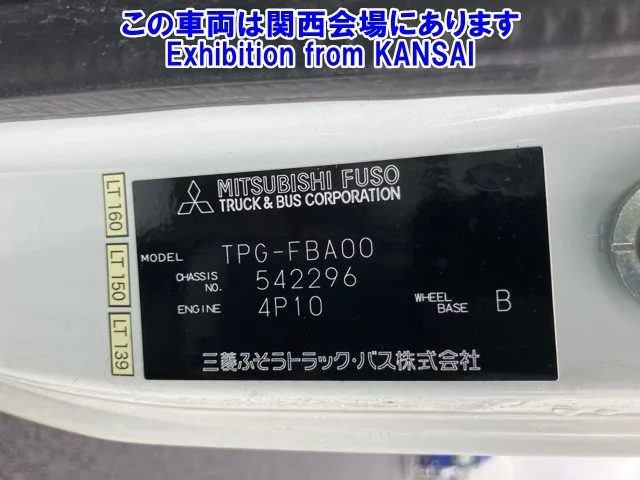 この車両は関西会場にあります
Exhibition from KANSAI
MITSUBISHI FUSO
TRUCK & BUS CORPORATION
MODEL TPG-FBA00
CHASSIS NO. 542296
ENGINE 4P10 WHEEL BASE B
三菱ふそうトラック・バス株式会社
LT 160
LT 150
LT 139